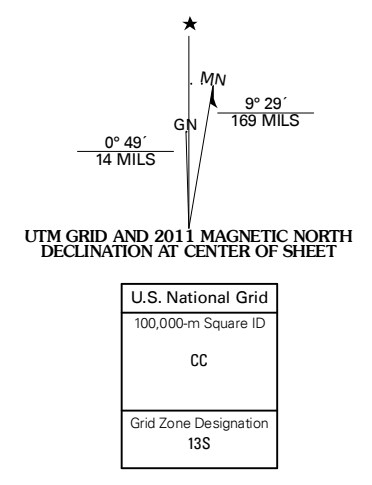 ★
MN
GN
9° 29´
169 MILS
0° 49´
14 MILS
UTM GRID AND 2011 MAGNETIC NORTH
DECLINATION AT CENTER OF SHEET
U.S. National Grid
100,000-m Square ID
CC
Grid Zone Designation
13S